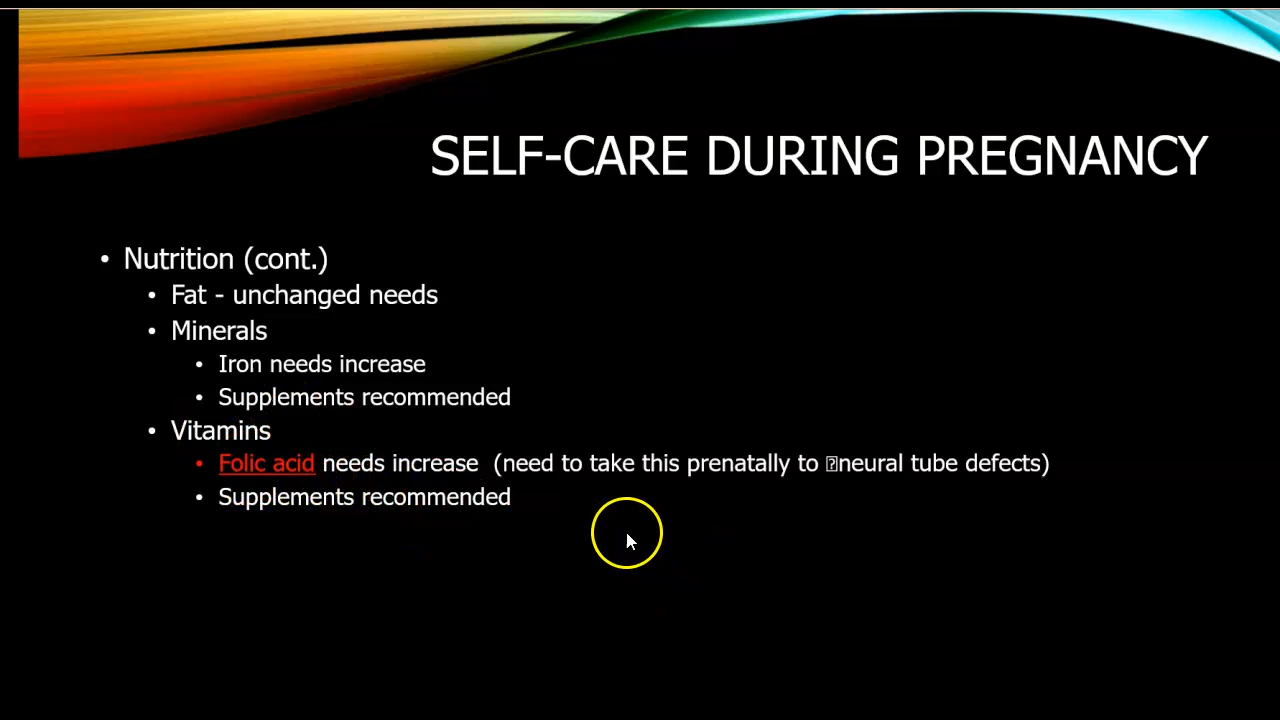 SELF-CARE DURING PREGNANCY
• Nutrition (cont.)
• Fat - unchanged needs
• Minerals
• Iron needs increase
• Supplements recommended
• Vitamins
• Folic acid needs increase (need to take this prenatally to ⍰neural tube defects)
• Supplements recommended